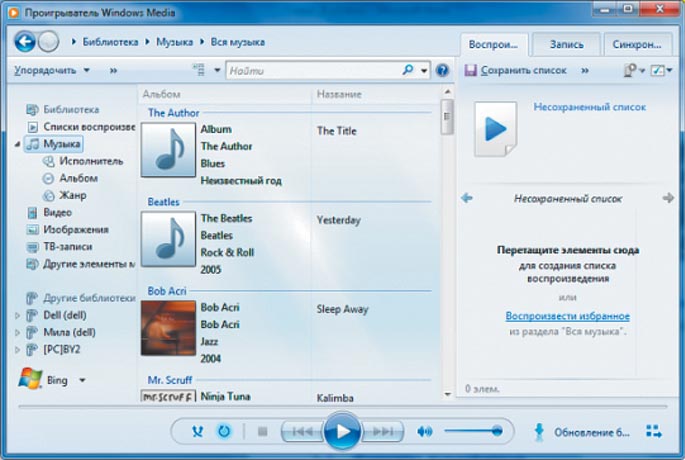 Проигрыватель Windows Media
Библиотека ▸ Музыка ▸ Вся музыка
Воспрои...
Запись
Синхрон...
Упорядочить
»
Найти
Сохранить список »
Библиотека
Списки воспроизве
Музыка
Исполнитель
Альбом
Жанр
Видео
Изображения
ТВ-записи
Другие элементы м
Другие библиотеки
Dell (dell)
Мила (dell)
[PC]BY2
Bing
Альбом
Название
The Author
Album
The Title
The Author
Blues
Неизвестный год
Beatles
The Beatles
Yesterday
Beatles
Rock & Roll
2005
Bob Acri
Bob Acri
Sleep Away
Bob Acri
Jazz
2004
Mr. Scruff
mr.scruff
Ninja Tuna
Kalimba
Несохраненный список
Несохраненный список
Перетащите элементы сюда
для создания списка
воспроизведения
или
Воспроизвести избранное
из раздела "Вся музыка".
0 элем.
Обновление б...